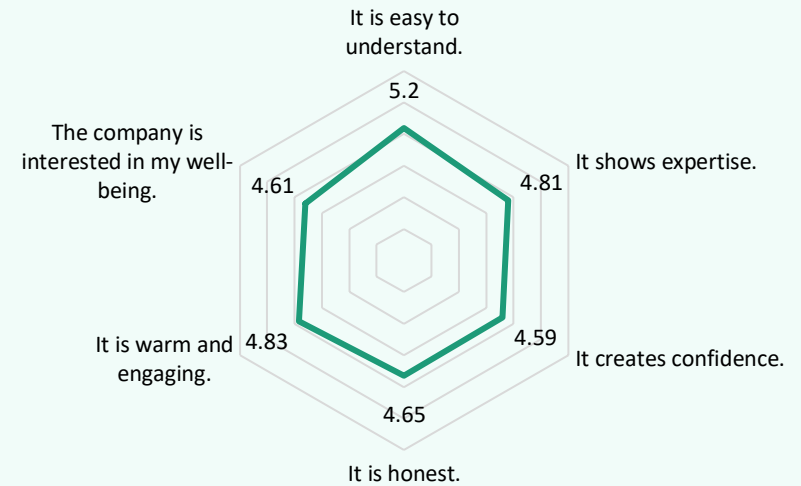 It is easy to
understand.
5.2
The company is
interested in my well-
being.
4.61
4.81
It shows expertise.
It is warm and
engaging.
4.83
4.59
It creates confidence.
4.65
It is honest.